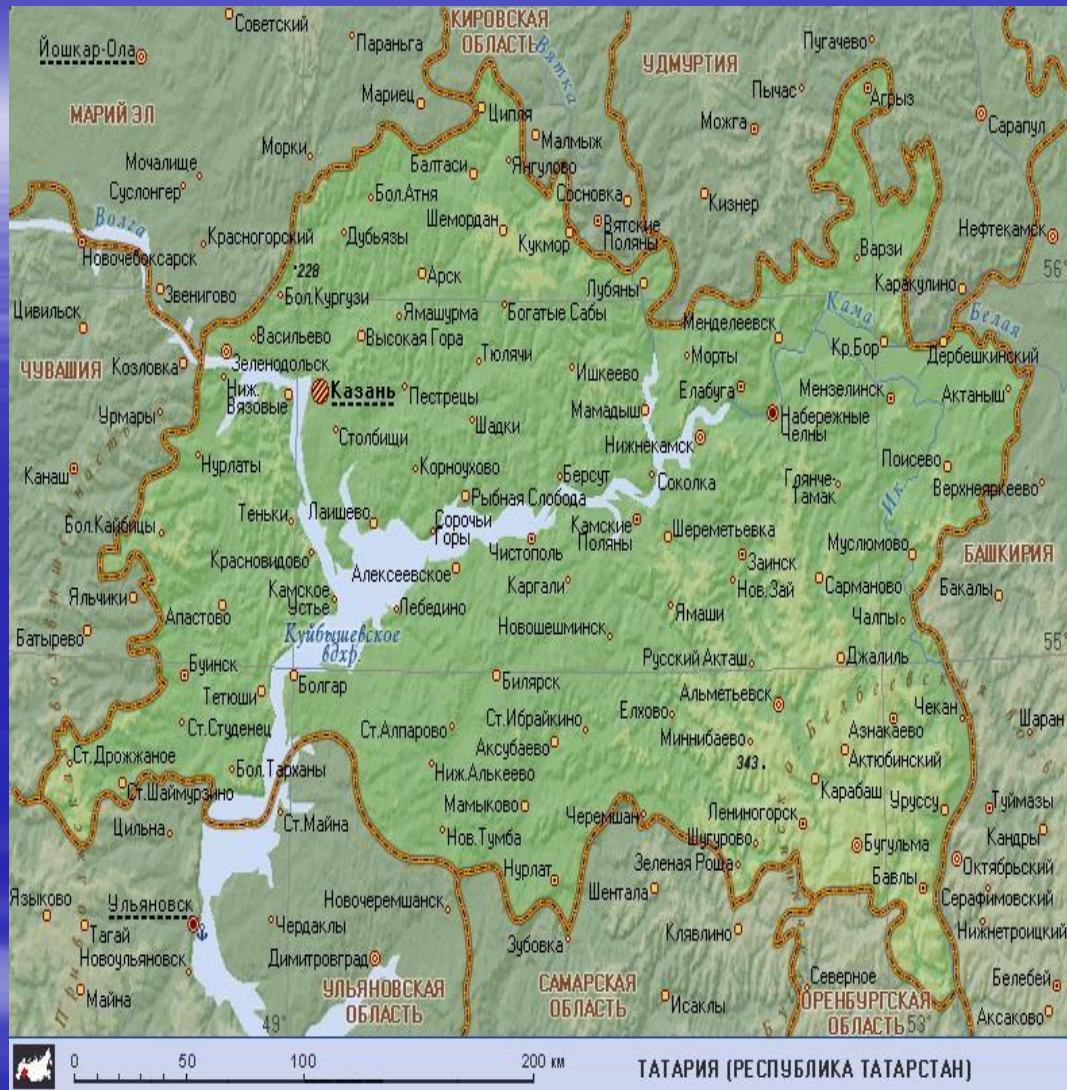 Советский
КИРОВСКАЯ
ОБЛАСТЬ
Параньга
Пугачево
Йошкар-Ола
Вятка
УДМУРТИЯ
Пычас
Агрыз
Мариец
Ципля
МАРИЙ ЭЛ
Можга
Сарапул
Малмыж
Морки
Янгулово
Балтаси
Мочалище
Суслонгер
Бол.Атня
Сосновка
Кизнер
Волга
Шемордан
Вятские
Поляны
Красногорский
Дубьязы
Кукмор
Нефтекамск
Новочебоксарск
Варзи
228
Арск
56°
Звенигово
Бол.Кургузи
Лубяны
Каракулино
Цивильск
Ямашурма
Богатые Сабы
Кама
Белая
Васильево
Высокая Гора
Менделеевск
Кр.Бор
Дербешкинский
ЧУВАШИЯ
Козловка
Зеленодольск
Тюлячи
Морты
Ишкеево
Ниж.
Вязовые
Казань
Пестрецы
Елабуга
Мензелинск
Актаныш
Урмары
Мамадыш
Набережные
Челны
Столбищи
Шадки
Нижнекамск
Нурлаты
Канаш
Корноухово
Берсут
Соколка
Глянче-
Тамак
Поисево
Верхнеяркеево
Ик
Рыбная Слобода
Теньки
Лаишево
Сорочьи
Горы
Камские
Поляны
Шереметьевка
Бол.Кайбицы
Чистополь
Муслюмово
БАШКИРИЯ
Красновидово
Алексеевское
Заинск
Каргали
Нов.Зай
Сарманово
Бакалы
Яльчики
Камское
Устье
Апастово
Лебедино
Ямаши
Чалпы
Батырево
Куйбышевское
вдхр.
Новошешминск
55°
Русский Акташ
Джалиль
Буинск
Болгар
Билярск
Тетюши
Альметьевск
Ст.Студенец
Ст.Алпарово
Ст.Ибрайкино
Елхово
Азнакаево
Чекан
Шаран
Аксубаево
Миннибаево
Актюбинский
Ст.Дрожжаное
Бол.Тарханы
Ниж.Алькеево
343
Ст.Шаймурзино
Карабаш
Мамыково
Уруссу
Туймазы
Ст.Майна
Черемшан
Лениногорск
Цильна
Нов.Тумба
Шугурово
Бугульма
Кандры
Зеленая Роща
Октябрьский
Нурлат
Шентала
Бавлы
Серафимовский
Языково
Ульяновск
Новочеремшанск
Тагай
Чердаклы
Клявлино
Нижнетроицкий
Зубовка
Новоульяновск
Димитровград
САМАРСКАЯ
ОБЛАСТЬ
Северное
Белебей
Майна
УЛЬЯНОВСКАЯ
ОБЛАСТЬ
Исаклы
ОРЕНБУРГСКАЯ
ОБЛАСТЬ
Аксаково
49°
53°
0 50 100 200 км
ТАТАРИЯ (РЕСПУБЛИКА ТАТАРСТАН)